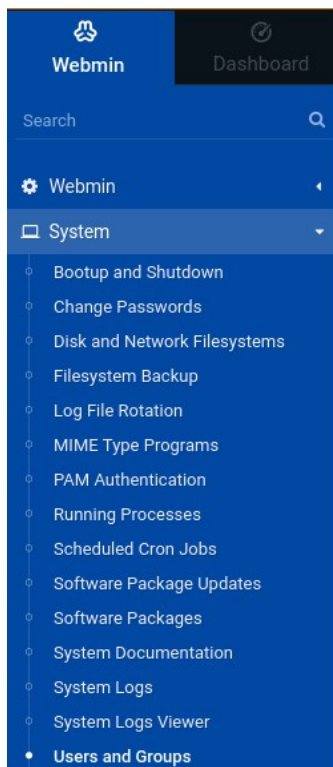 Webmin
Dashboard
Search
Webmin
System
Bootup and Shutdown
Change Passwords
Disk and Network Filesystems
Filesystem Backup
Log File Rotation
MIME Type Programs
PAM Authentication
Running Processes
Scheduled Cron Jobs
Software Package Updates
Software Packages
System Documentation
System Logs
System Logs Viewer
Users and Groups